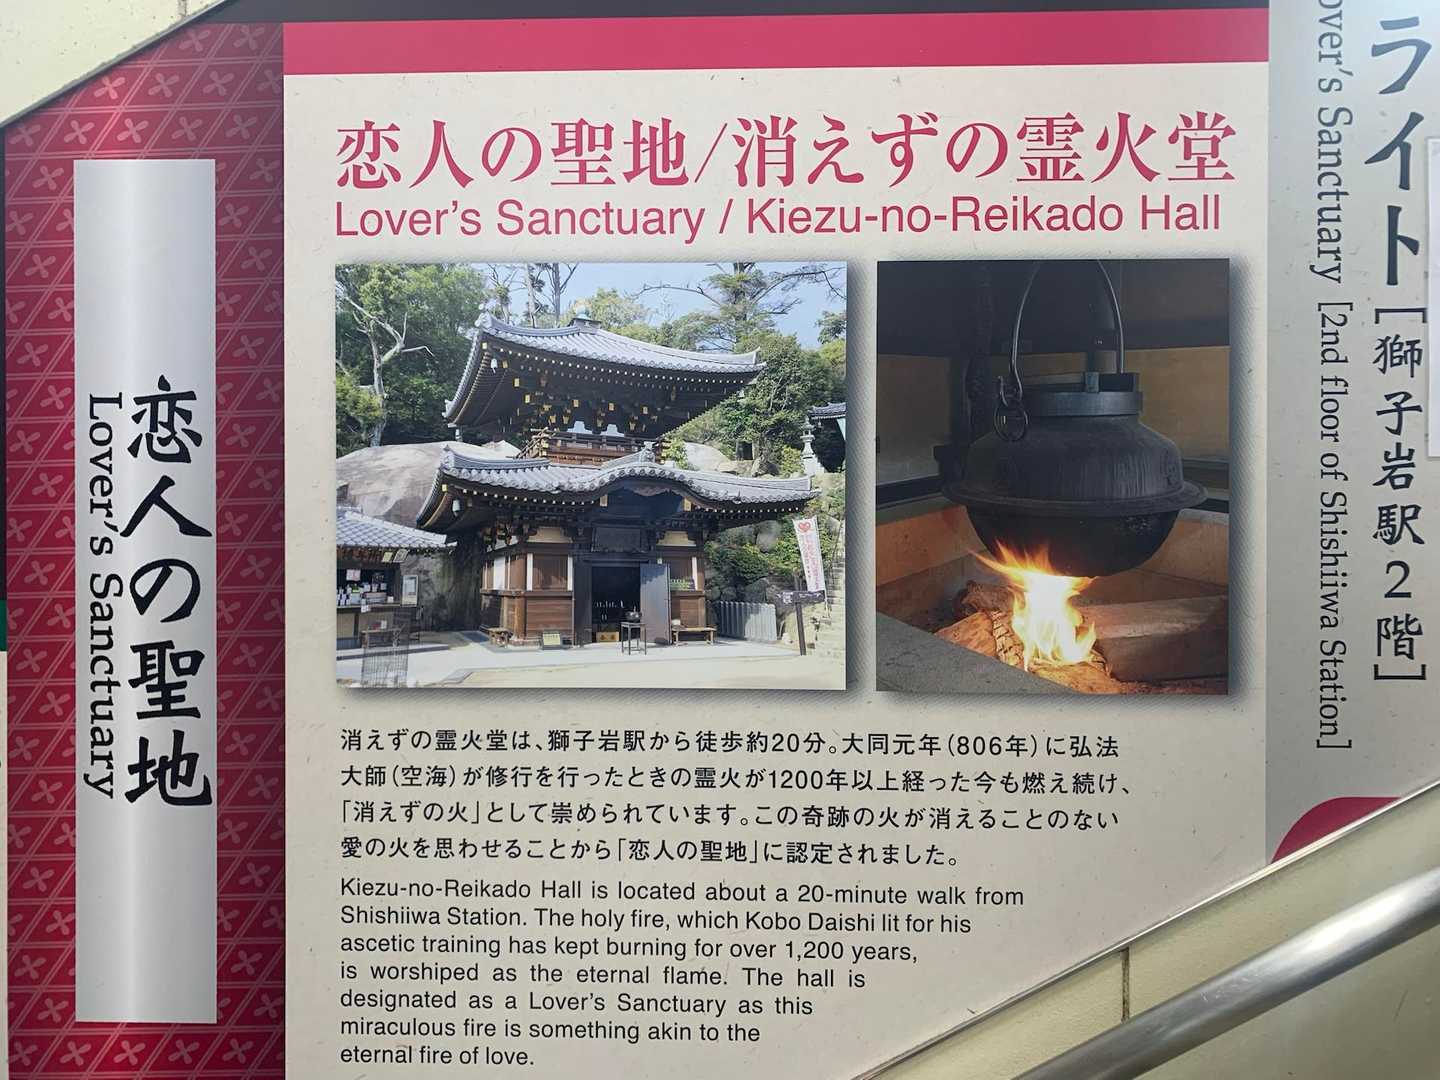 恋人の聖地/消えずの霊火堂
Lover's Sanctuary / Kiezu-no-Reikado Hall
消えずの霊火堂は、獅子岩駅から徒歩約20分。大同元年(806年)に弘法
大師(空海)が修行を行ったときの霊火が1200年以上経った今も燃え続け、
「消えずの火」として崇められています。この奇跡の火が消えることのない
愛の火を思わせることから「恋人の聖地」に認定されました。
Kiezu-no-Reikado Hall is located about a 20-minute walk from
Shishiiwa Station. The holy fire, which Kobo Daishi lit for his
ascetic training has kept burning for over 1,200 years,
is worshiped as the eternal flame. The hall is
designated as a Lover's Sanctuary as this
miraculous fire is something akin to the
eternal fire of love.
恋人の聖地
Lover's Sanctuary
ライト[獅子岩駅2階]
over's Sanctuary [2nd floor of Shishiiwa Station]